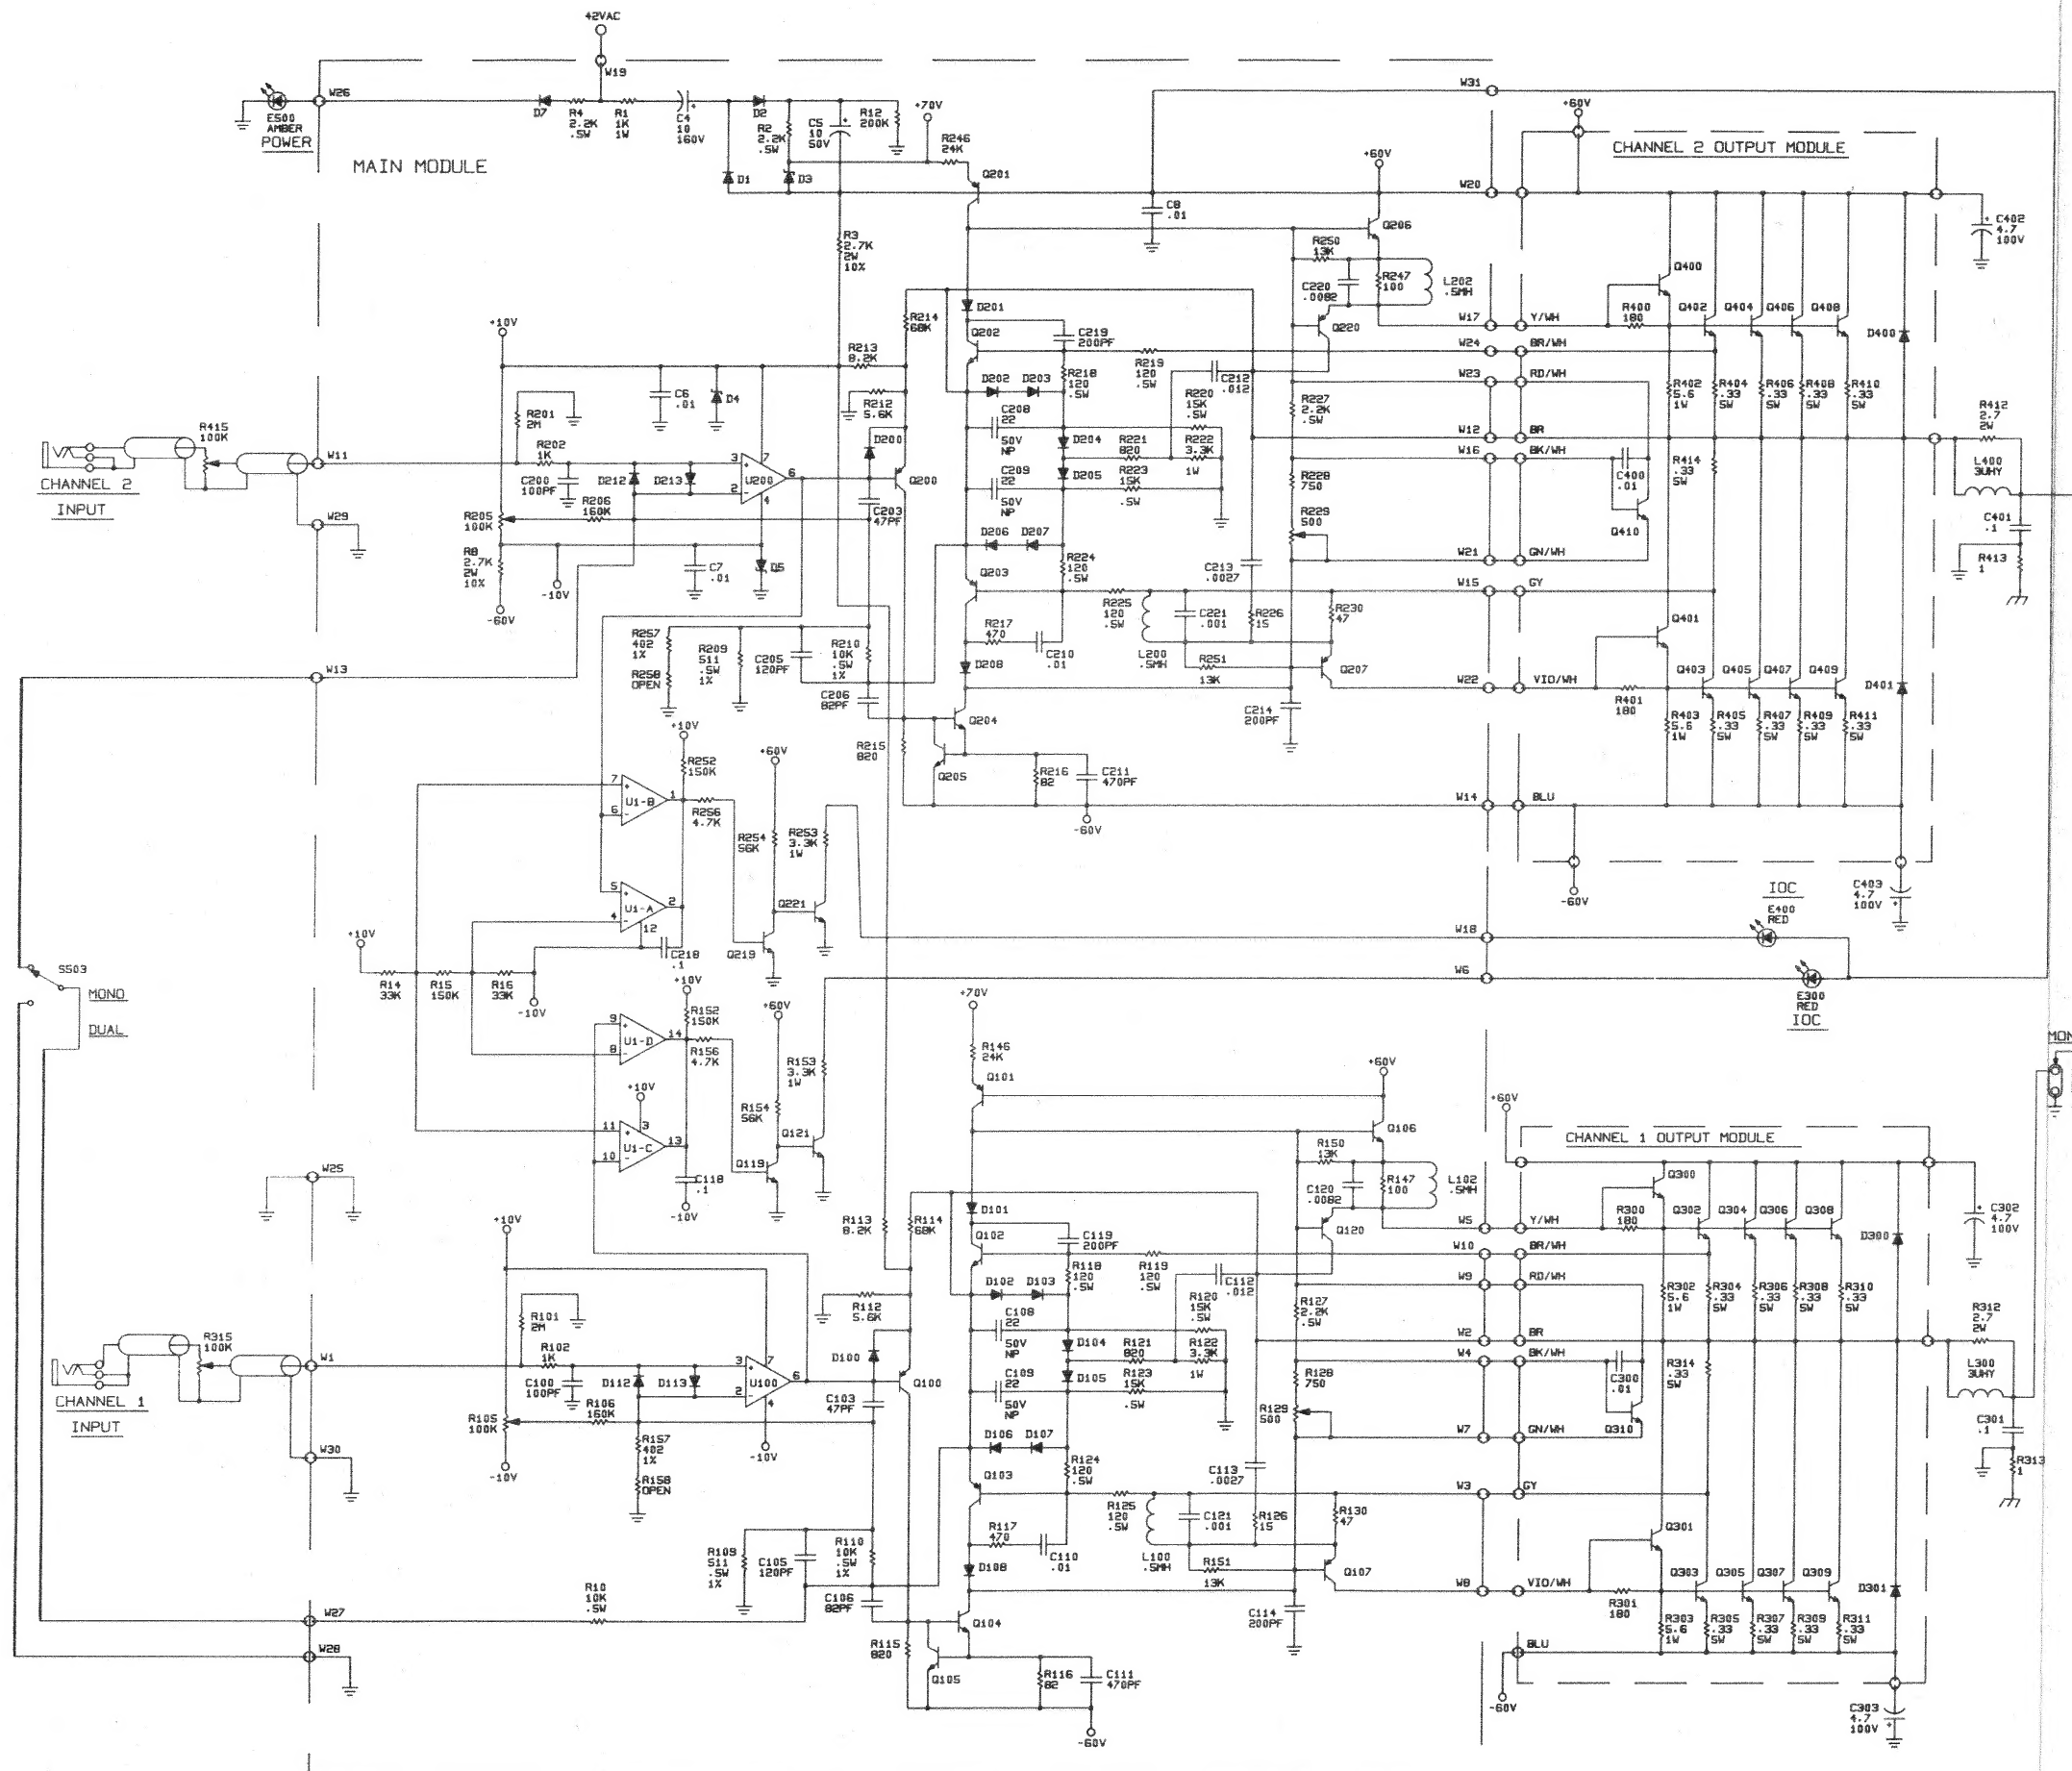 42VAC
W19
W26
E500
AMBER
POWER
D7
R4
2.2K
.5W
R1
1K
1W
C4
10
160V
D2
R2
2.2K
.5W
C5
10
50V
R12
200K
+70V
R246
24K
W31
+60V
CHANNEL 2 OUTPUT MODULE
MAIN MODULE
D1
D3
Q201
+60V
W20
C8
.01
Q206
C402
4.7
100V
R3
2.7K
2W
10%
R250
13K
C220
.0082
R247
100
L202
.5MH
Q400
+10V
R214
68K
D201
Q202
C219
200PF
Q220
W17
Y/WH
R400
180
Q402
Q404
Q406
Q408
D400
R213
8.2K
W24
BR/WH
R219
120
.5W
R218
120
.5W
C212
.012
D202
D203
W23
RD/WH
C6
.01
D4
R212
5.6K
R220
15K
.5W
R227
2.2K
.5W
R402
5.6
1W
R404
.33
5W
R406
.33
5W
R408
.33
5W
R410
.33
5W
R201
2M
C208
22
50V
NP
R412
2.7
2W
R415
100K
W11
R202
1K
D200
D204
R221
820
R222
3.3K
1W
W12
BR
W16
BK/WH
R414
.33
5W
L400
3UHY
CHANNEL 2
INPUT
C200
100PF
D212
D213
3
7
6
2
4
U200
Q200
C209
22
50V
NP
D205
R223
15K
.5W
R228
750
C400
.01
R206
160K
C203
47PF
R229
500
Q410
C401
.1
R205
100K
W29
D206
D207
W21
GN/WH
R413
1
R8
2.7K
2W
10%
C7
.01
D5
-10V
R224
120
.5W
C213
.0027
Q203
W15
GY
-60V
R225
120
.5W
C221
.001
R226
15
R230
47
R257
402
1%
R258
OPEN
R209
511
.5W
1%
C205
120PF
R210
10K
.5W
1%
R217
470
C210
.01
L200
.5MH
R251
13K
Q401
W13
D208
Q207
W22
VIO/WH
R401
180
Q403
Q405
Q407
Q409
D401
C206
82PF
Q204
C214
200PF
R403
5.6
1W
R405
.33
5W
R407
.33
5W
R409
.33
5W
R411
.33
5W
+10V
R252
150K
+60V
R215
820
Q205
R216
82
C211
470PF
7
6
1
U1-B
R256
4.7K
W14
BLU
-60V
R254
56K
R253
3.3K
1W
5
4
2
12
U1-A
Q221
IOC
E400
RED
C403
4.7
100V
-60V
+10V
C218
.1
Q219
W18
S503
MONO
DUAL
R14
33K
R15
150K
R16
33K
-10V
+10V
W6
E300
RED
IOC
+70V
9
8
14
U1-D
R152
150K
R156
4.7K
+60V
R153
3.3K
1W
R146
24K
Q101
+60V
+60V
+10V
3
11
10
13
U1-C
R154
56K
Q121
Q106
CHANNEL 1 OUTPUT MODULE
R150
13K
W25
Q119
C118
.1
-10V
C120
.0082
R147
100
L102
.5MH
Q300
+10V
R113
8.2K
R114
68K
D101
Q102
C119
200PF
Q120
W5
Y/WH
R300
180
Q302
Q304
Q306
Q308
D300
C302
4.7
100V
W10
BR/WH
R118
120
.5W
R119
120
.5W
C112
.012
W9
RD/WH
D102
D103
R101
2M
R112
5.6K
C108
22
50V
NP
R120
15K
.5W
R127
2.2K
.5W
R302
5.6
1W
R304
.33
5W
R306
.33
5W
R308
.33
5W
R310
.33
5W
R312
2.7
2W
R315
100K
W1
R102
1K
D100
D104
R121
820
R122
3.3K
1W
W2
BR
W4
BK/WH
R314
.33
5W
L300
3UHY
CHANNEL 1
INPUT
C100
100PF
D112
D113
3
7
6
2
4
U100
Q100
C109
22
50V
NP
D105
R123
15K
.5W
R128
750
C300
.01
R106
160K
C103
47PF
R105
100K
R129
500
Q310
C301
.1
W30
-10V
R157
402
1%
R158
OPEN
-10V
D106
D107
W7
GN/WH
R313
1
R124
120
.5W
C113
.0027
Q103
W3
GY
R125
120
.5W
C121
.001
R126
15
R130
47
R109
511
.5W
1%
C105
120PF
R110
10K
.5W
1%
R117
470
C110
.01
L100
.5MH
R151
13K
Q301
D108
Q107
W8
VIO/WH
R301
180
Q303
Q305
Q307
Q309
D301
R10
10K
.5W
W27
C106
82PF
Q104
C114
200PF
R303
5.6
1W
R305
.33
5W
R307
.33
5W
R309
.33
5W
R311
.33
5W
W28
R115
820
Q105
R116
82
C111
470PF
BLU
-60V
-60V
C303
4.7
100V